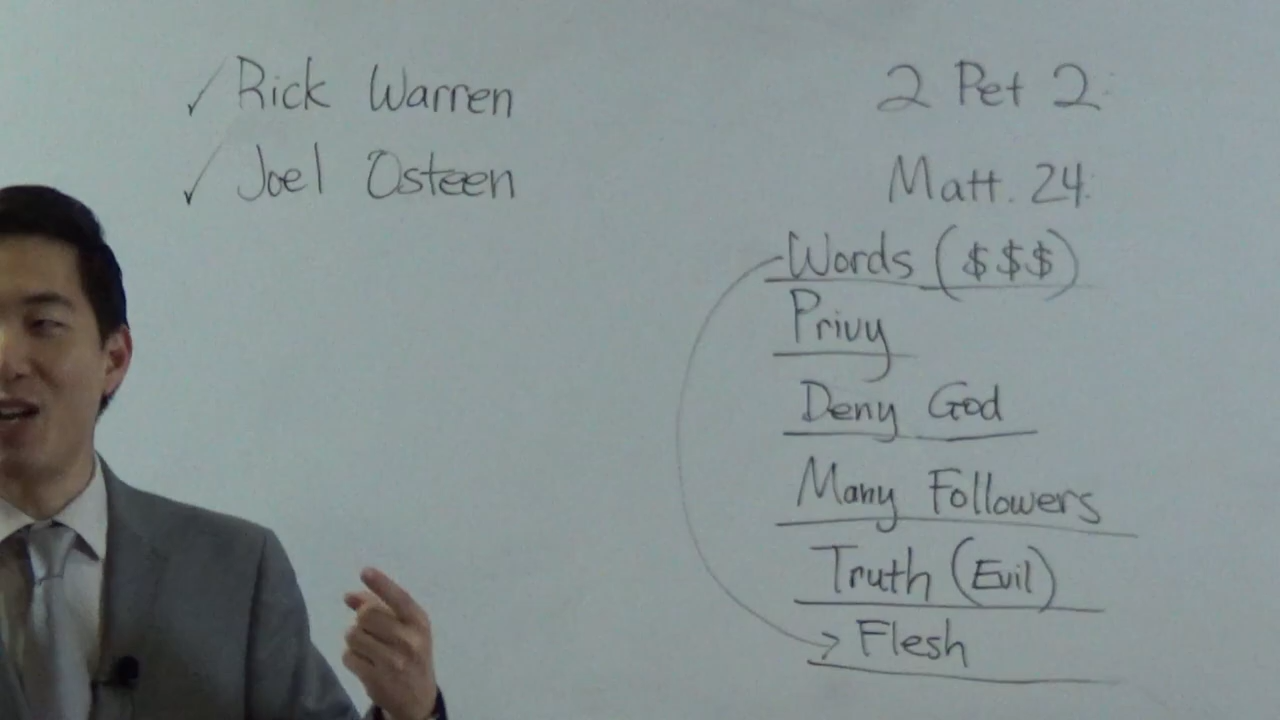 ✓ Rick Warren
✓ Joel Osteen
2 Pet 2:
Matt. 24:
Words ($$$)
Privy
Deny God
Many Followers
Truth (Evil)
Flesh